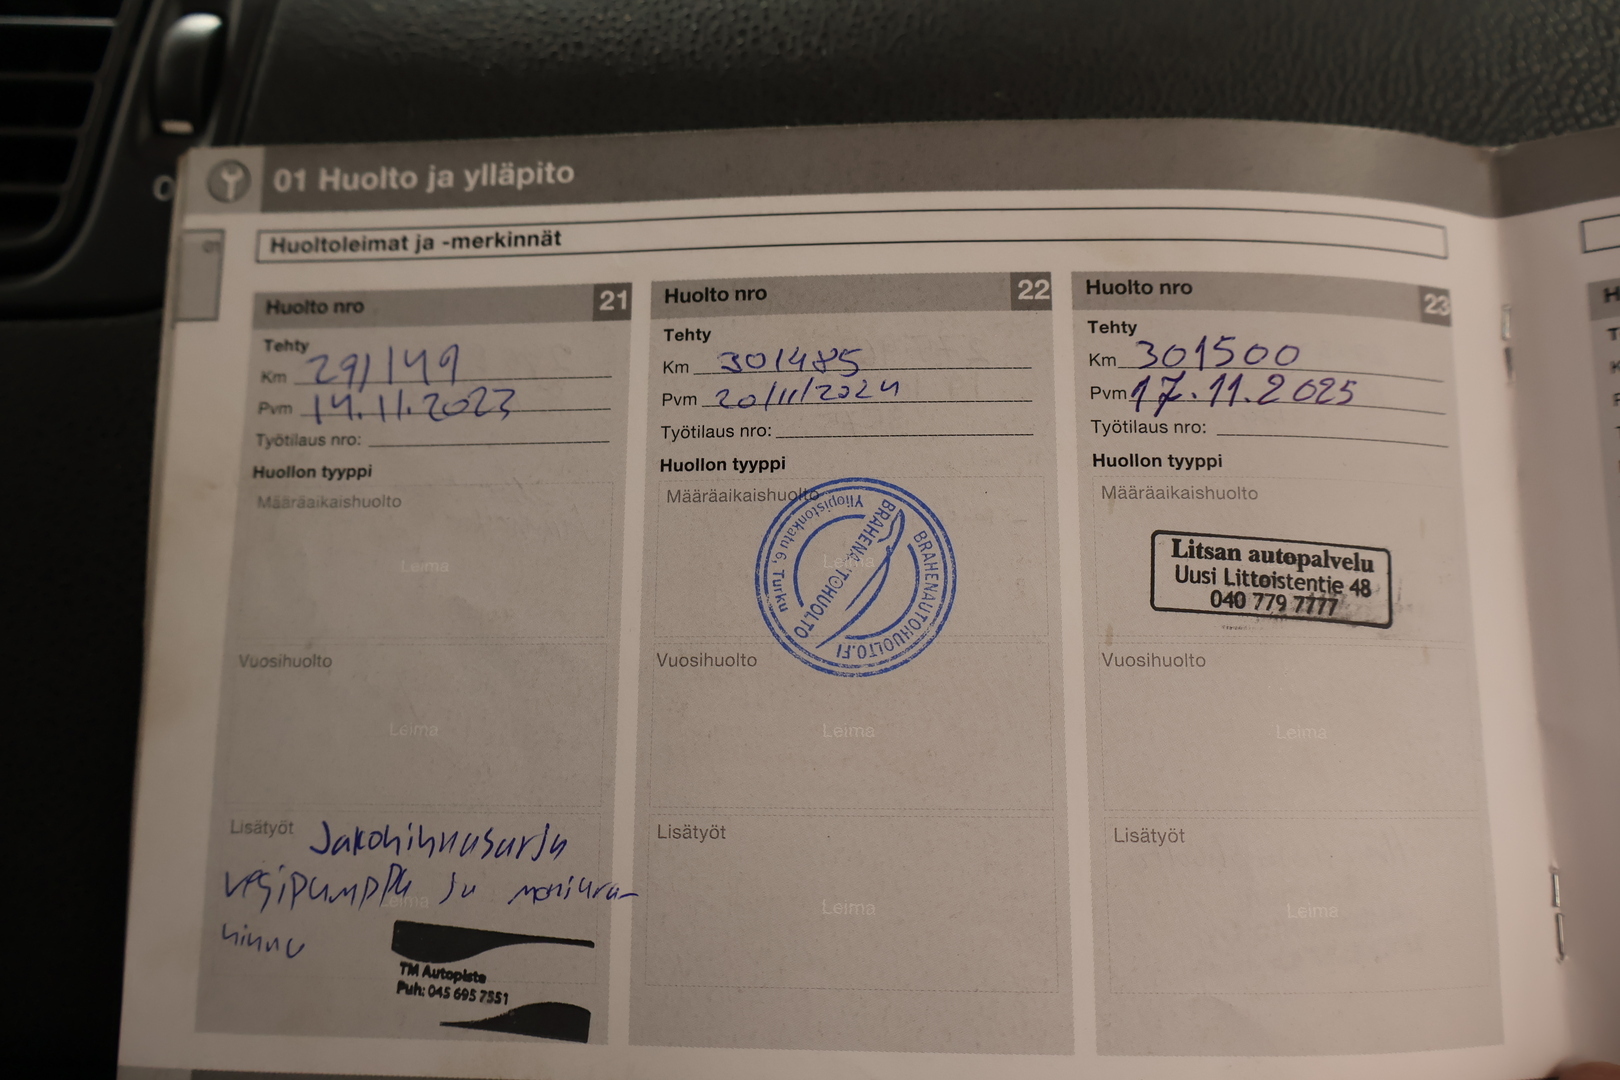 01 Huolto ja ylläpito
01
Huoltoleimat ja -merkinnät
Huolto nro 21
Tehty
Km 291149
Pvm 14.11.2023
Työtilaus nro:
Huollon tyyppi
Määräaikaishuolto
Leima
Vuosihuolto
Leima
Lisätyöt Jakohihnasarja
vesipumppu ja moniura-
Leima
hihna
TM Autopiste
Puh: 045 695 7551
Huolto nro 22
Tehty
Km 301485
Pvm 20/11/2024
Työtilaus nro:
Huollon tyyppi
Määräaikaishuolto
Leima
BRAHENAUTOHUOLTO.FI
Yliopistonkatu 6, Turku
BRAHENAUTOHUOLTO
Vuosihuolto
Leima
Lisätyöt
Leima
Huolto nro 23
Tehty
Km 301500
Pvm 17.11.2025
Työtilaus nro:
Huollon tyyppi
Määräaikaishuolto
Litsan autopalvelu
Uusi Littoistentie 48
040 779 7777
Vuosihuolto
Leima
Lisätyöt
Leima